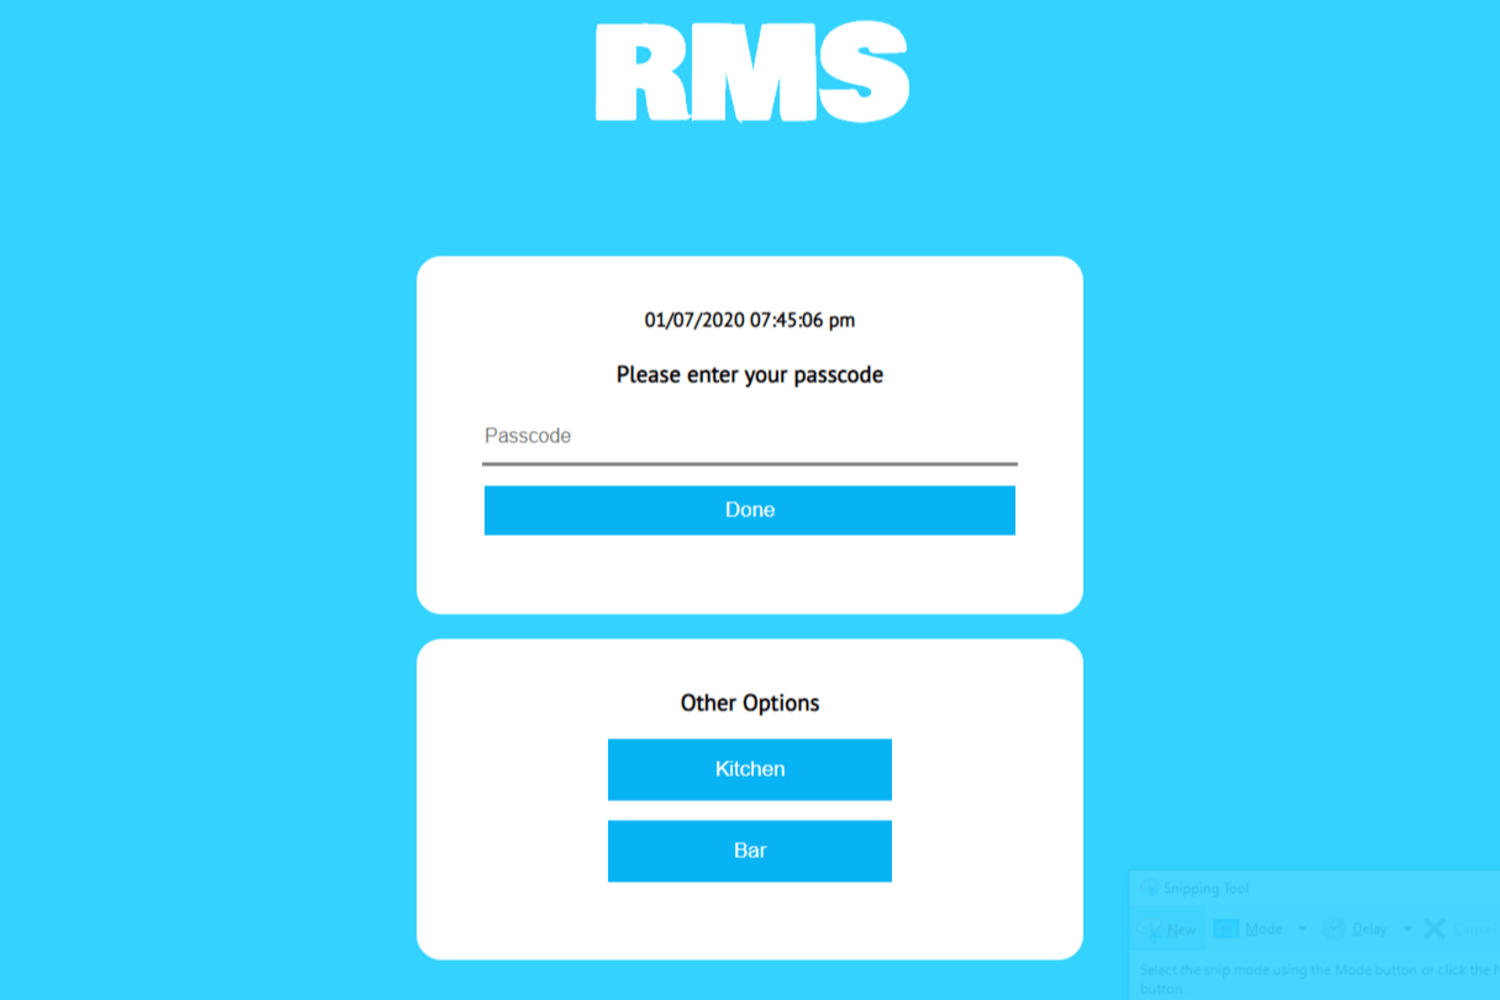 RMS
01/07/2020 07:45:06 pm
Please enter your passcode
Passcode
Done
Other Options
Kitchen
Bar
Snipping Tool
New Mode Delay Cancel
Select the snip mode using the Mode button or click the
button.